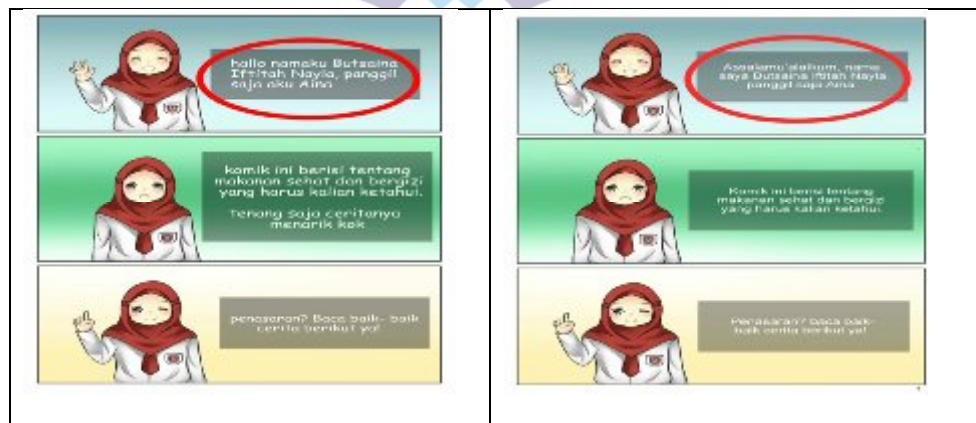 hallo namaku Butsaina
Iftitah Nayla, panggil
saja aku Aina
komik ini berisi tentang
makanan sehat dan bergizi
yang harus kalian ketahui.
Tenang saja ceritanya
menarik kok
penasaran? Baca baik- baik
cerita berikut ya!
Assalamu'alaikum, nama
saya Butsaina Iftitah Nayla
panggil saja Aina
Komik ini berisi tentang
makanan sehat dan bergizi
yang harus kalian ketahui.
Penasaran? Baca baik-
baik cerita berikut ya!